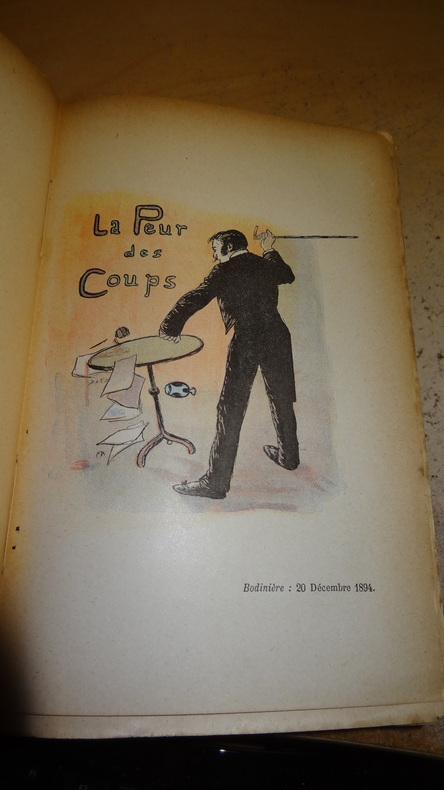 La Peur
des
Coups
Bodinière : 20 Décembre 1894.